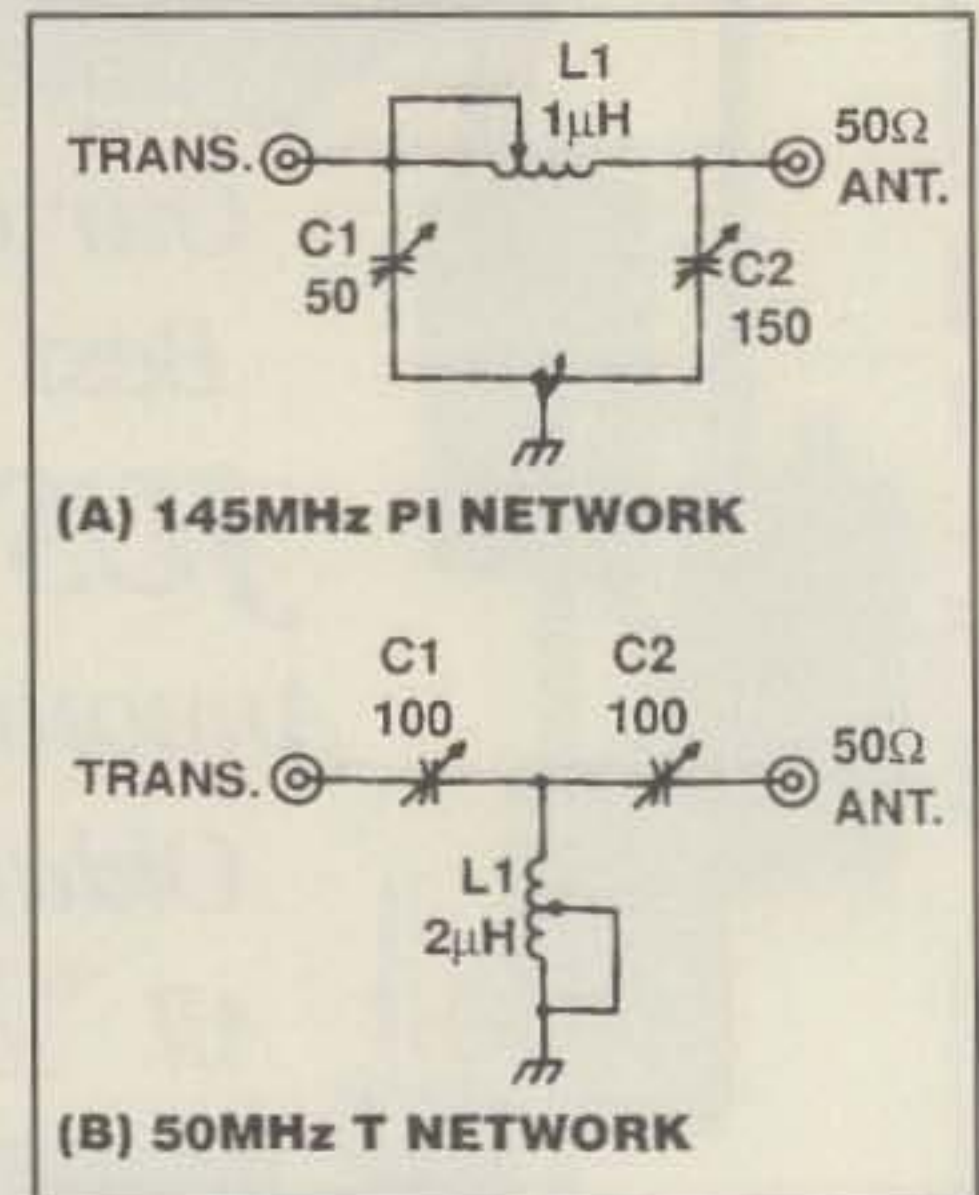 L1
1μH
TRANS.
50Ω
ANT.
C1
50
C2
150
(A) 145MHz PI NETWORK
C1
100
C2
100
TRANS.
50Ω
ANT.
L1
2μH
(B) 50MHz T NETWORK